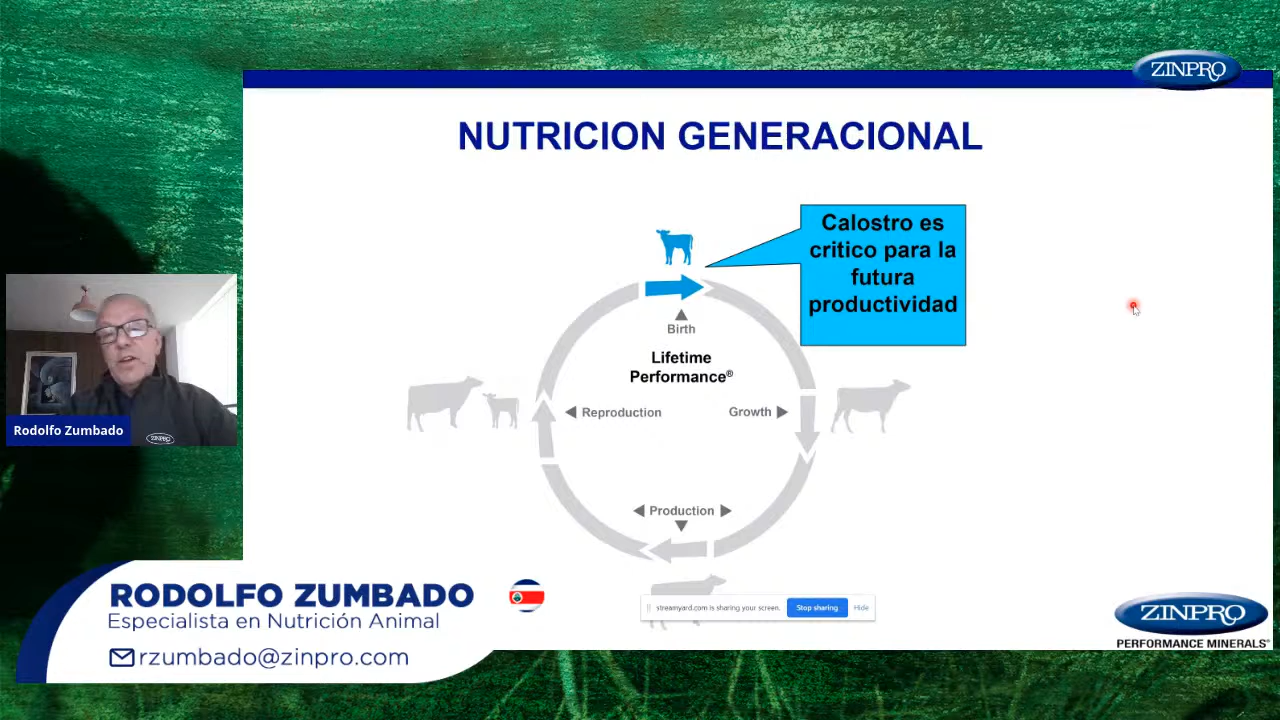 ZINPRO
NUTRICION GENERACIONAL
Calostro es
critico para la
futura
productividad
Birth
Lifetime
Performance®
Reproduction
Growth
Production
Rodolfo Zumbado
ZINPRO
streamyard.com is sharing your screen.
Stop sharing
Hide
RODOLFO ZUMBADO
Especialista en Nutrición Animal
rzumbado@zinpro.com
ZINPRO
PERFORMANCE MINERALS®